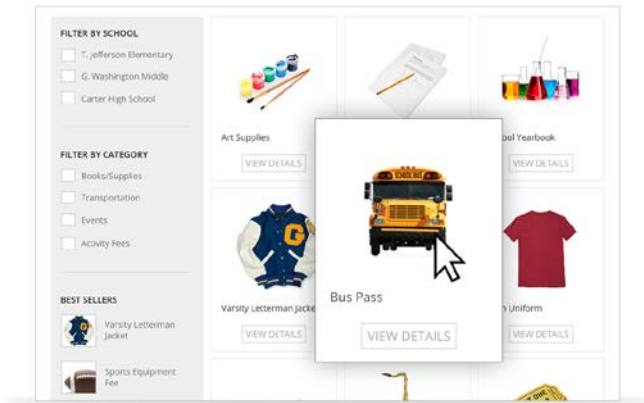 FILTER BY SCHOOL
T. Jefferson Elementary
G. Washington Middle
Carter High School
FILTER BY CATEGORY
Books/Supplies
Transportation
Events
Activity Fees
BEST SELLERS
Varsity Letterman
Jacket
Sports Equipment
Fee
Art Supplies
VIEW DETAILS
Yearbook
VIEW DETAILS
Varsity Letterman Jacke
VIEW DETAILS
G
SCHOOL BUS
Bus Pass
VIEW DETAILS
Uniform
VIEW DETAILS